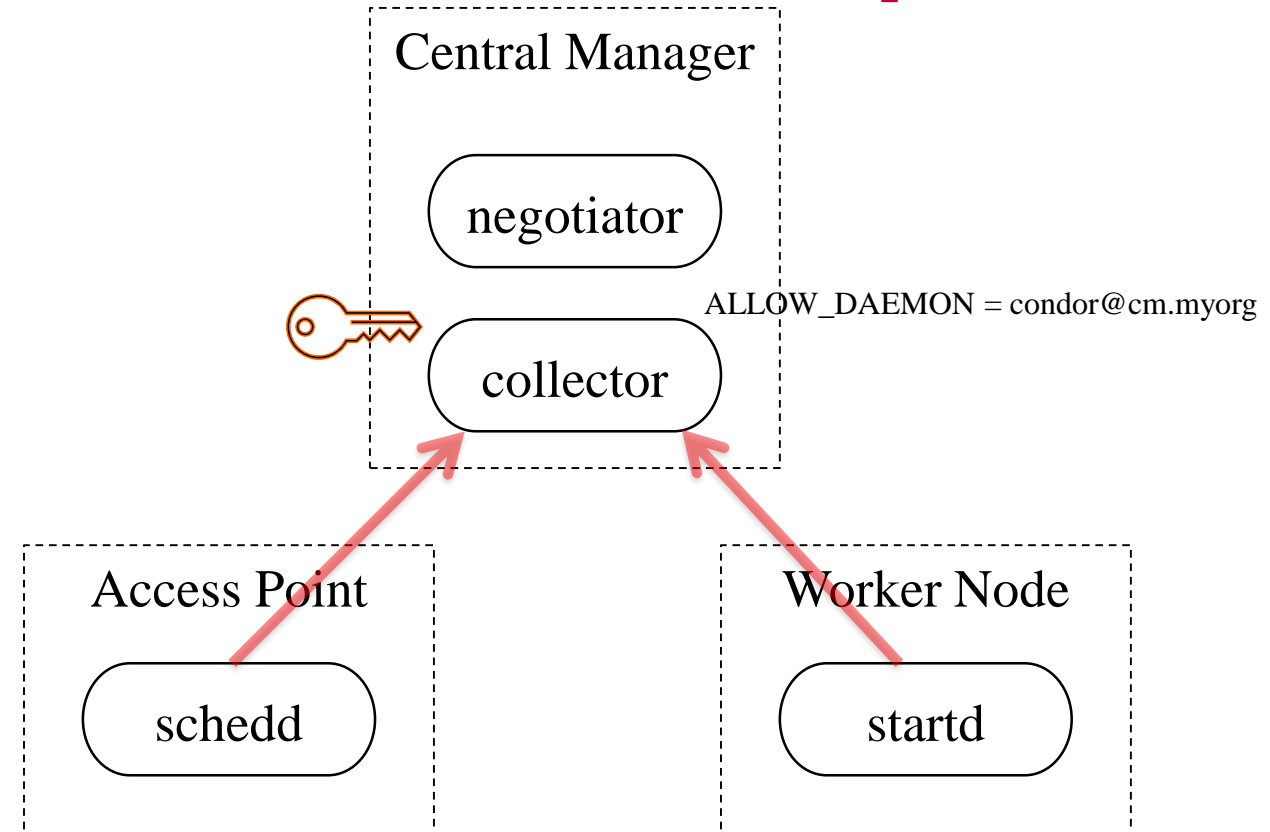 Central Manager
negotiator
ALLOW_DAEMON = condor@cm.myorg
collector
Access Point
Worker Node
schedd
startd